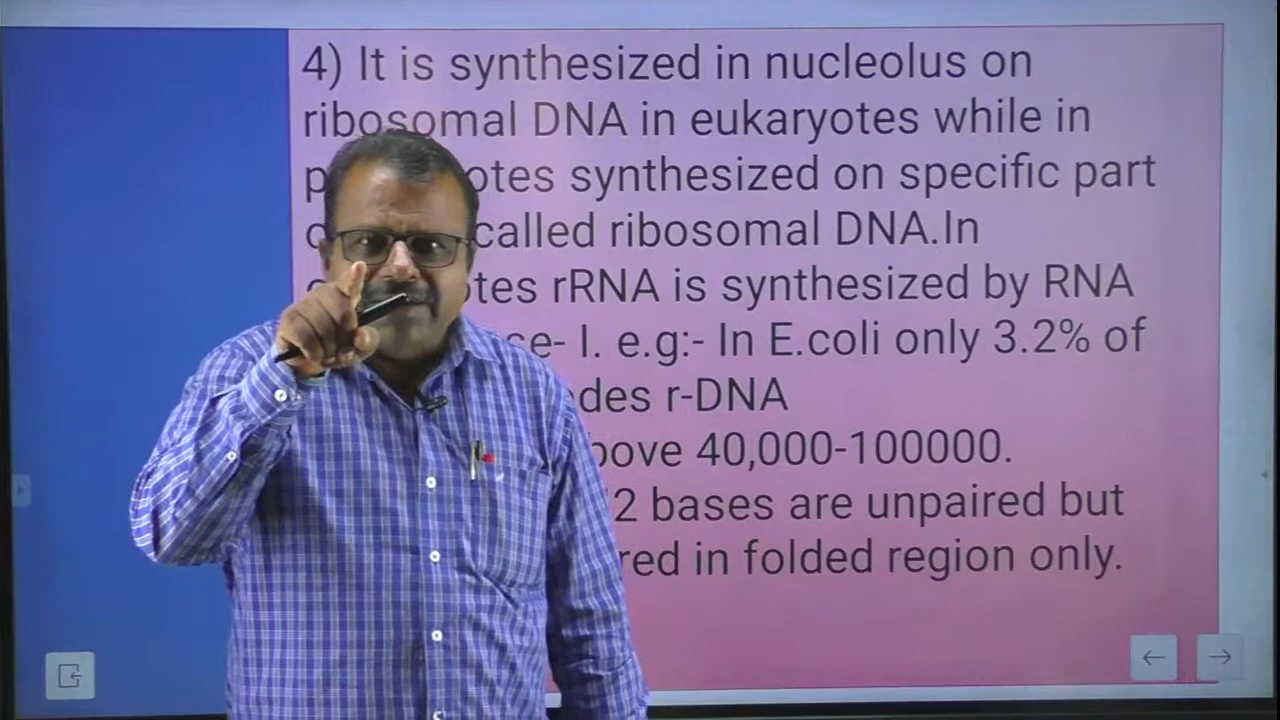 4) It is synthesized in nucleolus on
ribosomal DNA in eukaryotes while in
synthesized on specific part
called ribosomal DNA.In
rRNA is synthesized by RNA
I. e.g:- In E.coli only 3.2% of
r-DNA
40,000-100000.
bases are unpaired but
in folded region only.